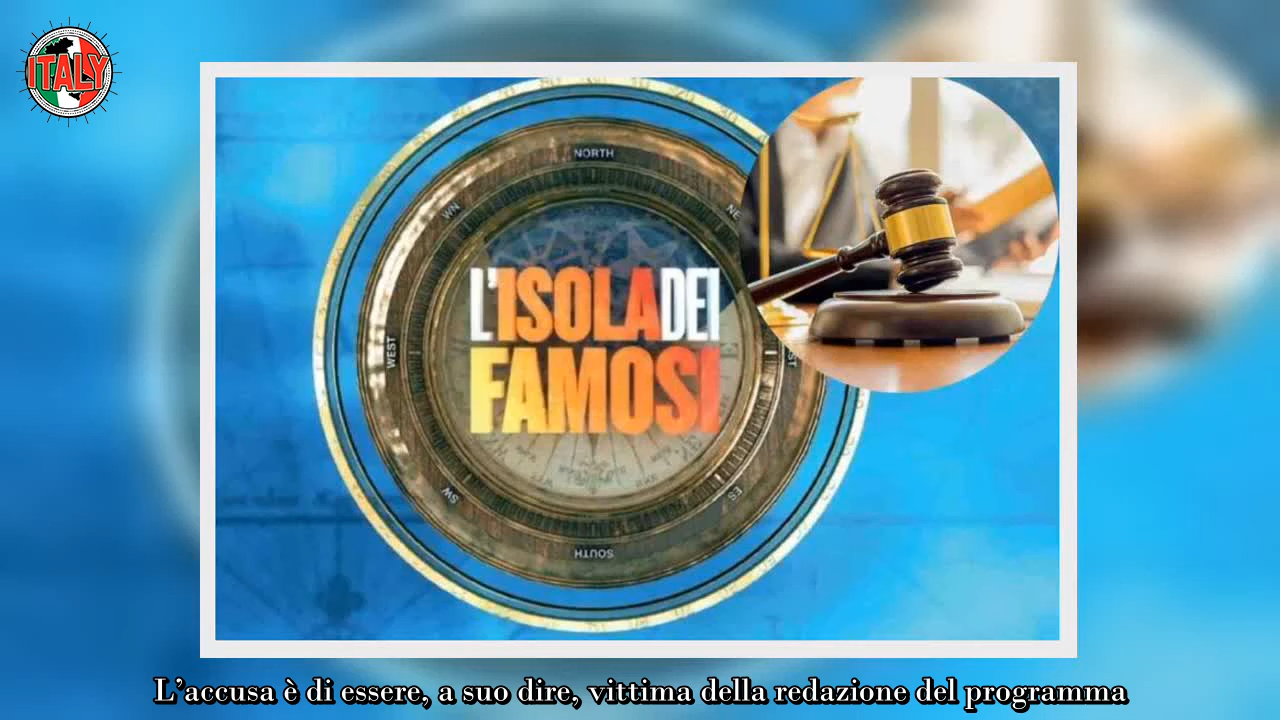 ITALY
NORTH
WN
NE
L'ISOLA DEI
FAMOSI
WEST
SW
ES
SOUTH
L'accusa è di essere, a suo dire, vittima della redazione del programma